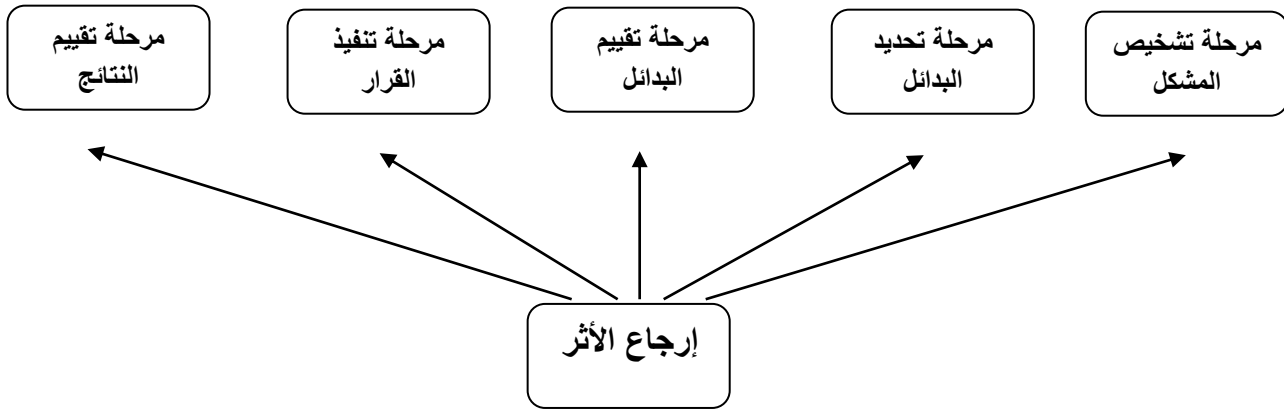 مرحلة تشخيص
المشكل
مرحلة تحديد
البدائل
مرحلة تقييم
البدائل
مرحلة تنفيذ
القرار
مرحلة تقييم
النتائج
إرجاع الأثر